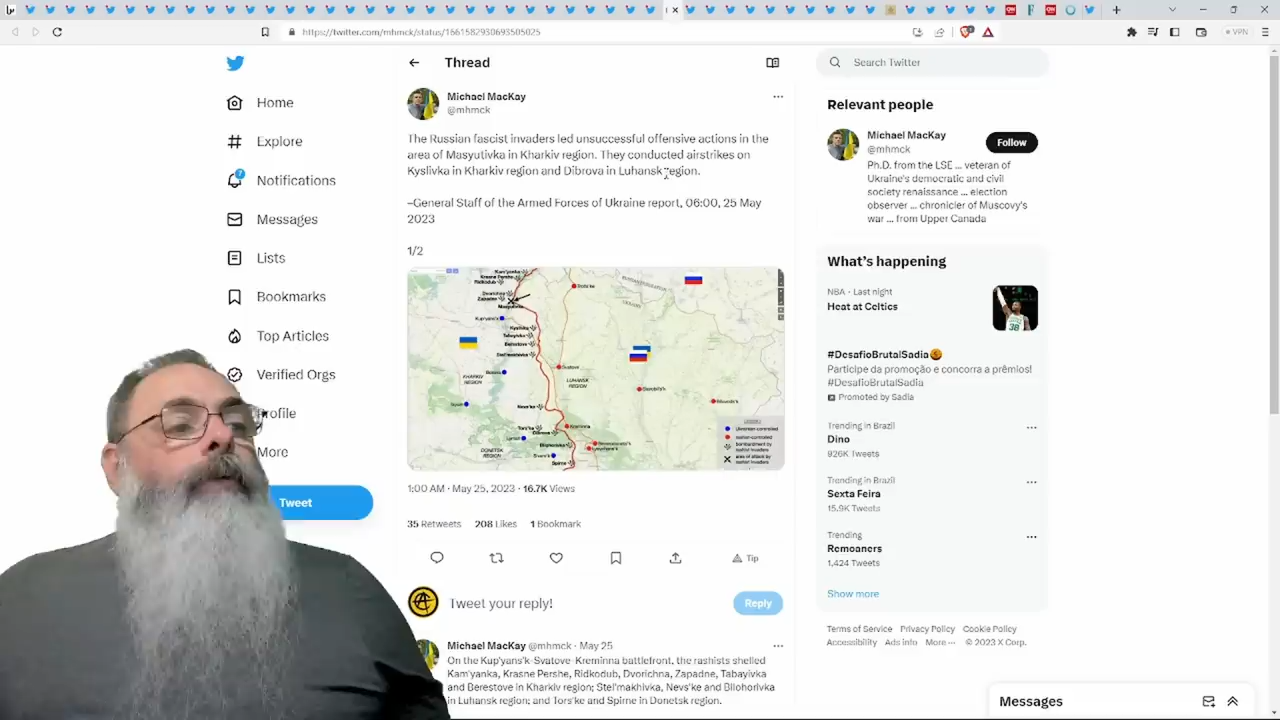 https://twitter.com/mhmck/status/1661582930693505025
VPN
Home
Explore
Notifications
Messages
Lists
Bookmarks
Top Articles
Verified Orgs
Profile
More
Tweet
Thread
Michael MacKay
@mhmck
The Russian fascist invaders led unsuccessful offensive actions in the
area of Masyutivka in Kharkiv region. They conducted airstrikes on
Kyslivka in Kharkiv region and Dibrova in Luhansk region.
–General Staff of the Armed Forces of Ukraine report, 06:00, 25 May
2023
1/2
KHARKIV
REGION
LUHANSK
REGION
DONETSK
REGION
1:00 AM · May 25, 2023 · 16.7K Views
35 Retweets 208 Likes 1 Bookmark
Tip
Tweet your reply!
Reply
Michael MacKay @mhmck · May 25
On the Kup'yans'k-Svatove-Kreminna battlefront, the rashists shelled
Kam'yanka, Krasne Pershe, Ridkodub, Dvorichna, Zapadne, Tabayivka
and Berestove in Kharkiv region; Stel'makhivka, Nevs'ke and Bilohorivka
in Luhansk region; and Tors'ke and Spirne in Donetsk region.
Search Twitter
Relevant people
Michael MacKay
@mhmck
Follow
Ph.D. from the LSE ... veteran of
Ukraine's democratic and civil
society renaissance ... election
observer ... chronicler of Muscovy's
war ... from Upper Canada
What's happening
NBA · Last night
Heat at Celtics
#DesafioBrutalSadia
Participe da promoção e concorra a prêmios!
#DesafioBrutalSadia
Promoted by Sadia
Trending in Brazil
Dino
926K Tweets
Trending in Brazil
Sexta Feira
15.9K Tweets
Trending
Remoaners
1,424 Tweets
Show more
Terms of Service Privacy Policy Cookie Policy
Accessibility Ads info More ··· © 2023 X Corp.
Messages